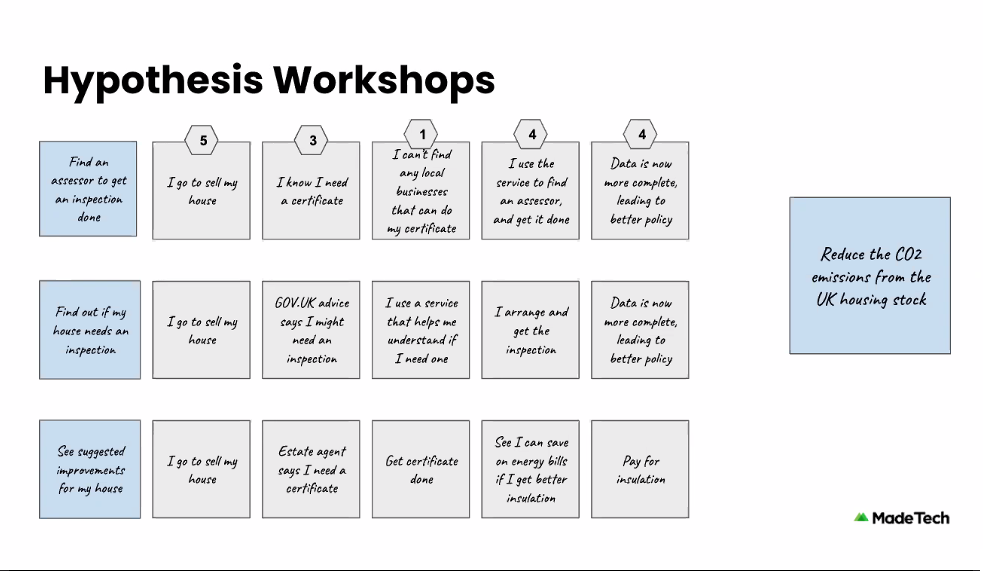 Hypothesis Workshops
5
3
1
4
4
Find an
assessor to get
an inspection
done
I go to sell my
house
I know I need
a certificate
I can't find
any local
businesses
that can do
my certificate
I use the
service to find
an assessor,
and get it done
Data is now
more complete,
leading to
better policy
Reduce the CO2
emissions from the
UK housing stock
Find out if my
house needs an
inspection
I go to sell my
house
GOV.UK advice
says I might
need an
inspection
I use a service
that helps me
understand if
I need one
I arrange and
get the
inspection
Data is now
more complete,
leading to
better policy
See suggested
improvements
for my house
I go to sell my
house
Estate agent
says I need a
certificate
Get certificate
done
See I can save
on energy bills
if I get better
insulation
Pay for
insulation
MadeTech